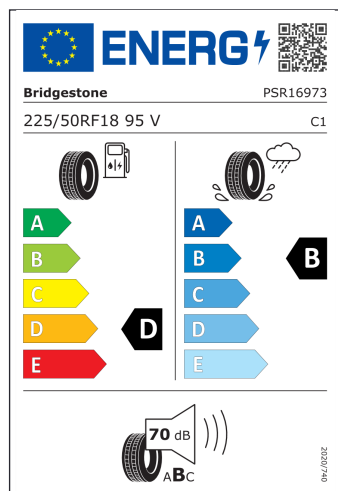 ENERG
Bridgestone PSR16973
225/50RF18 95 V C1
A A
B B B
C C
D D D
E E
70 dB
ABC
2020/740